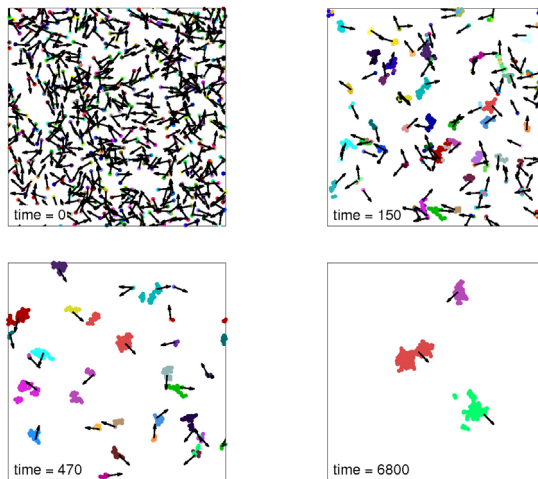 time = 0
time = 150
time = 470
time = 6800